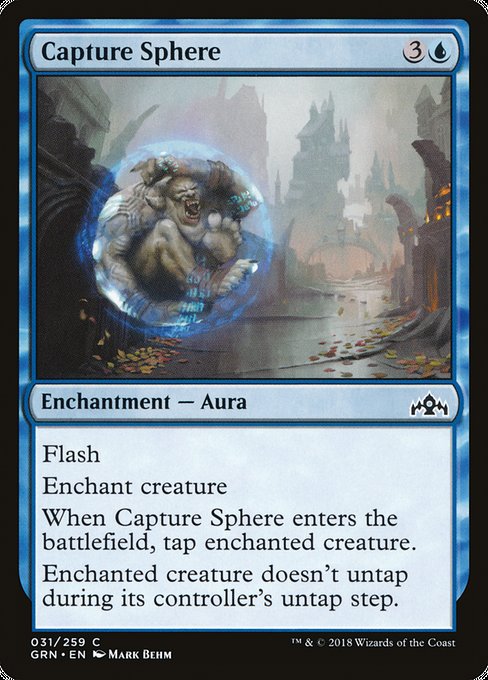 Capture Sphere 3
Enchantment — Aura
Flash
Enchant creature
When Capture Sphere enters the
battlefield, tap enchanted creature.
Enchanted creature doesn't untap
during its controller's untap step.
031/259 C
GRN • EN Mark Behm
™ & © 2018 Wizards of the Coast